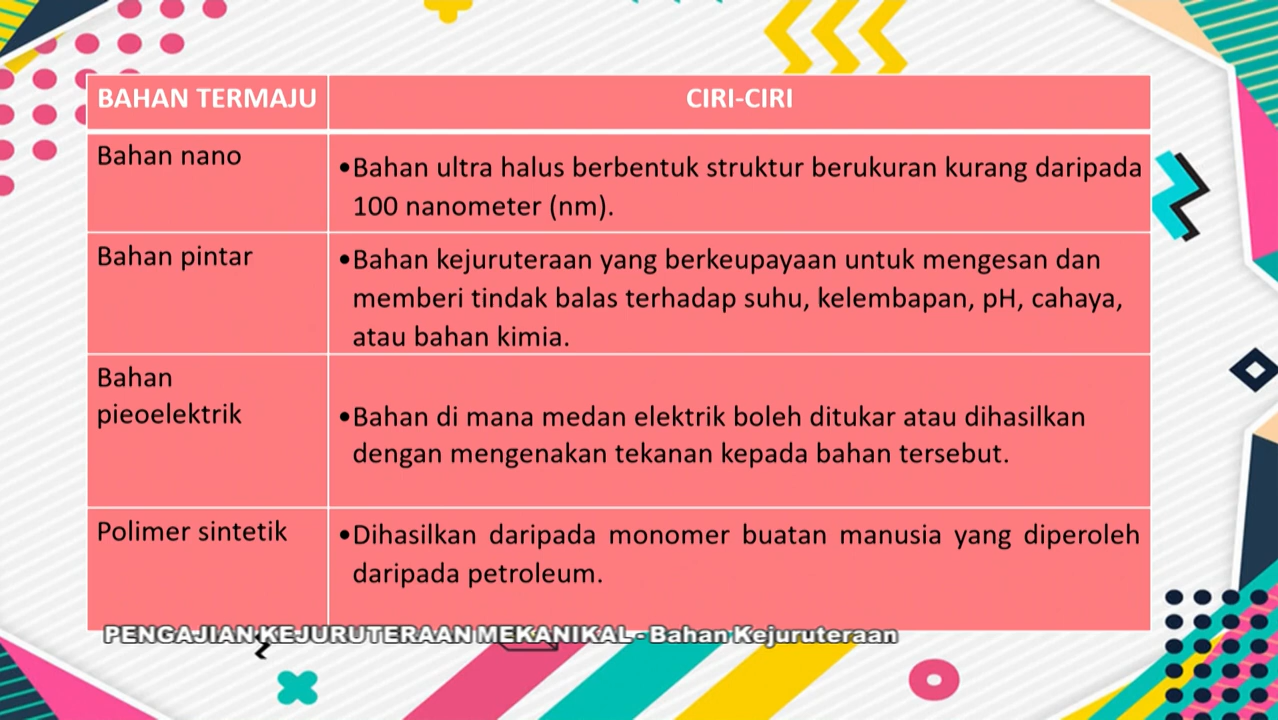 BAHAN TERMAJU
CIRI-CIRI
Bahan nano
•Bahan ultra halus berbentuk struktur berukuran kurang daripada
100 nanometer (nm).
Bahan pintar
•Bahan kejuruteraan yang berkeupayaan untuk mengesan dan
memberi tindak balas terhadap suhu, kelembapan, pH, cahaya,
atau bahan kimia.
Bahan
pieoelektrik
•Bahan di mana medan elektrik boleh ditukar atau dihasilkan
dengan mengenakan tekanan kepada bahan tersebut.
Polimer sintetik
•Dihasilkan daripada monomer buatan manusia yang diperoleh
daripada petroleum.
PENGAJIAN KEJURUTERAAN MEKANIKAL - Bahan Kejuruteraan